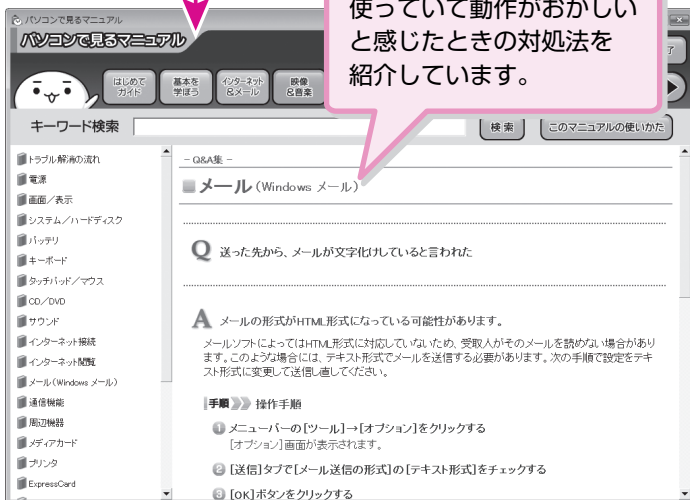 使っていて動作がおかしい
と感じたときの対処法を
紹介しています。
パソコンで見るマニュアル
パソコンで見るマニュアル
はじめて
ガイド
基本を
学ぼう
インターネット
&メール
映像
&音楽
了
キーワード検索
検索
このマニュアルの使いかた
トラブル解消の流れ
電源
画面/表示
システム/ハードディスク
バッテリ
キーボード
タッチパッド/マウス
CD/DVD
サウンド
インターネット接続
インターネット閲覧
メール(Windows メール)
通信機能
周辺機器
メディアカード
プリンタ
ExpressCard
- Q&A集 -
メール(Windows メール)
Q 送った先から、メールが文字化けしていると言われた
A メールの形式がHTML形式になっている可能性があります。
メールソフトによってはHTML形式に対応していないため、受取人がそのメールを読めない場合があり
ます。このような場合には、テキスト形式でメールを送信する必要があります。次の手順で設定をテキ
スト形式に変更して送信し直してください。
手順 操作手順
1 メニューバーの[ツール]→[オプション]をクリックする
[オプション]画面が表示されます。
2 [送信]タブで[メール送信の形式]の[テキスト形式]をチェックする
3 [OK]ボタンをクリックする